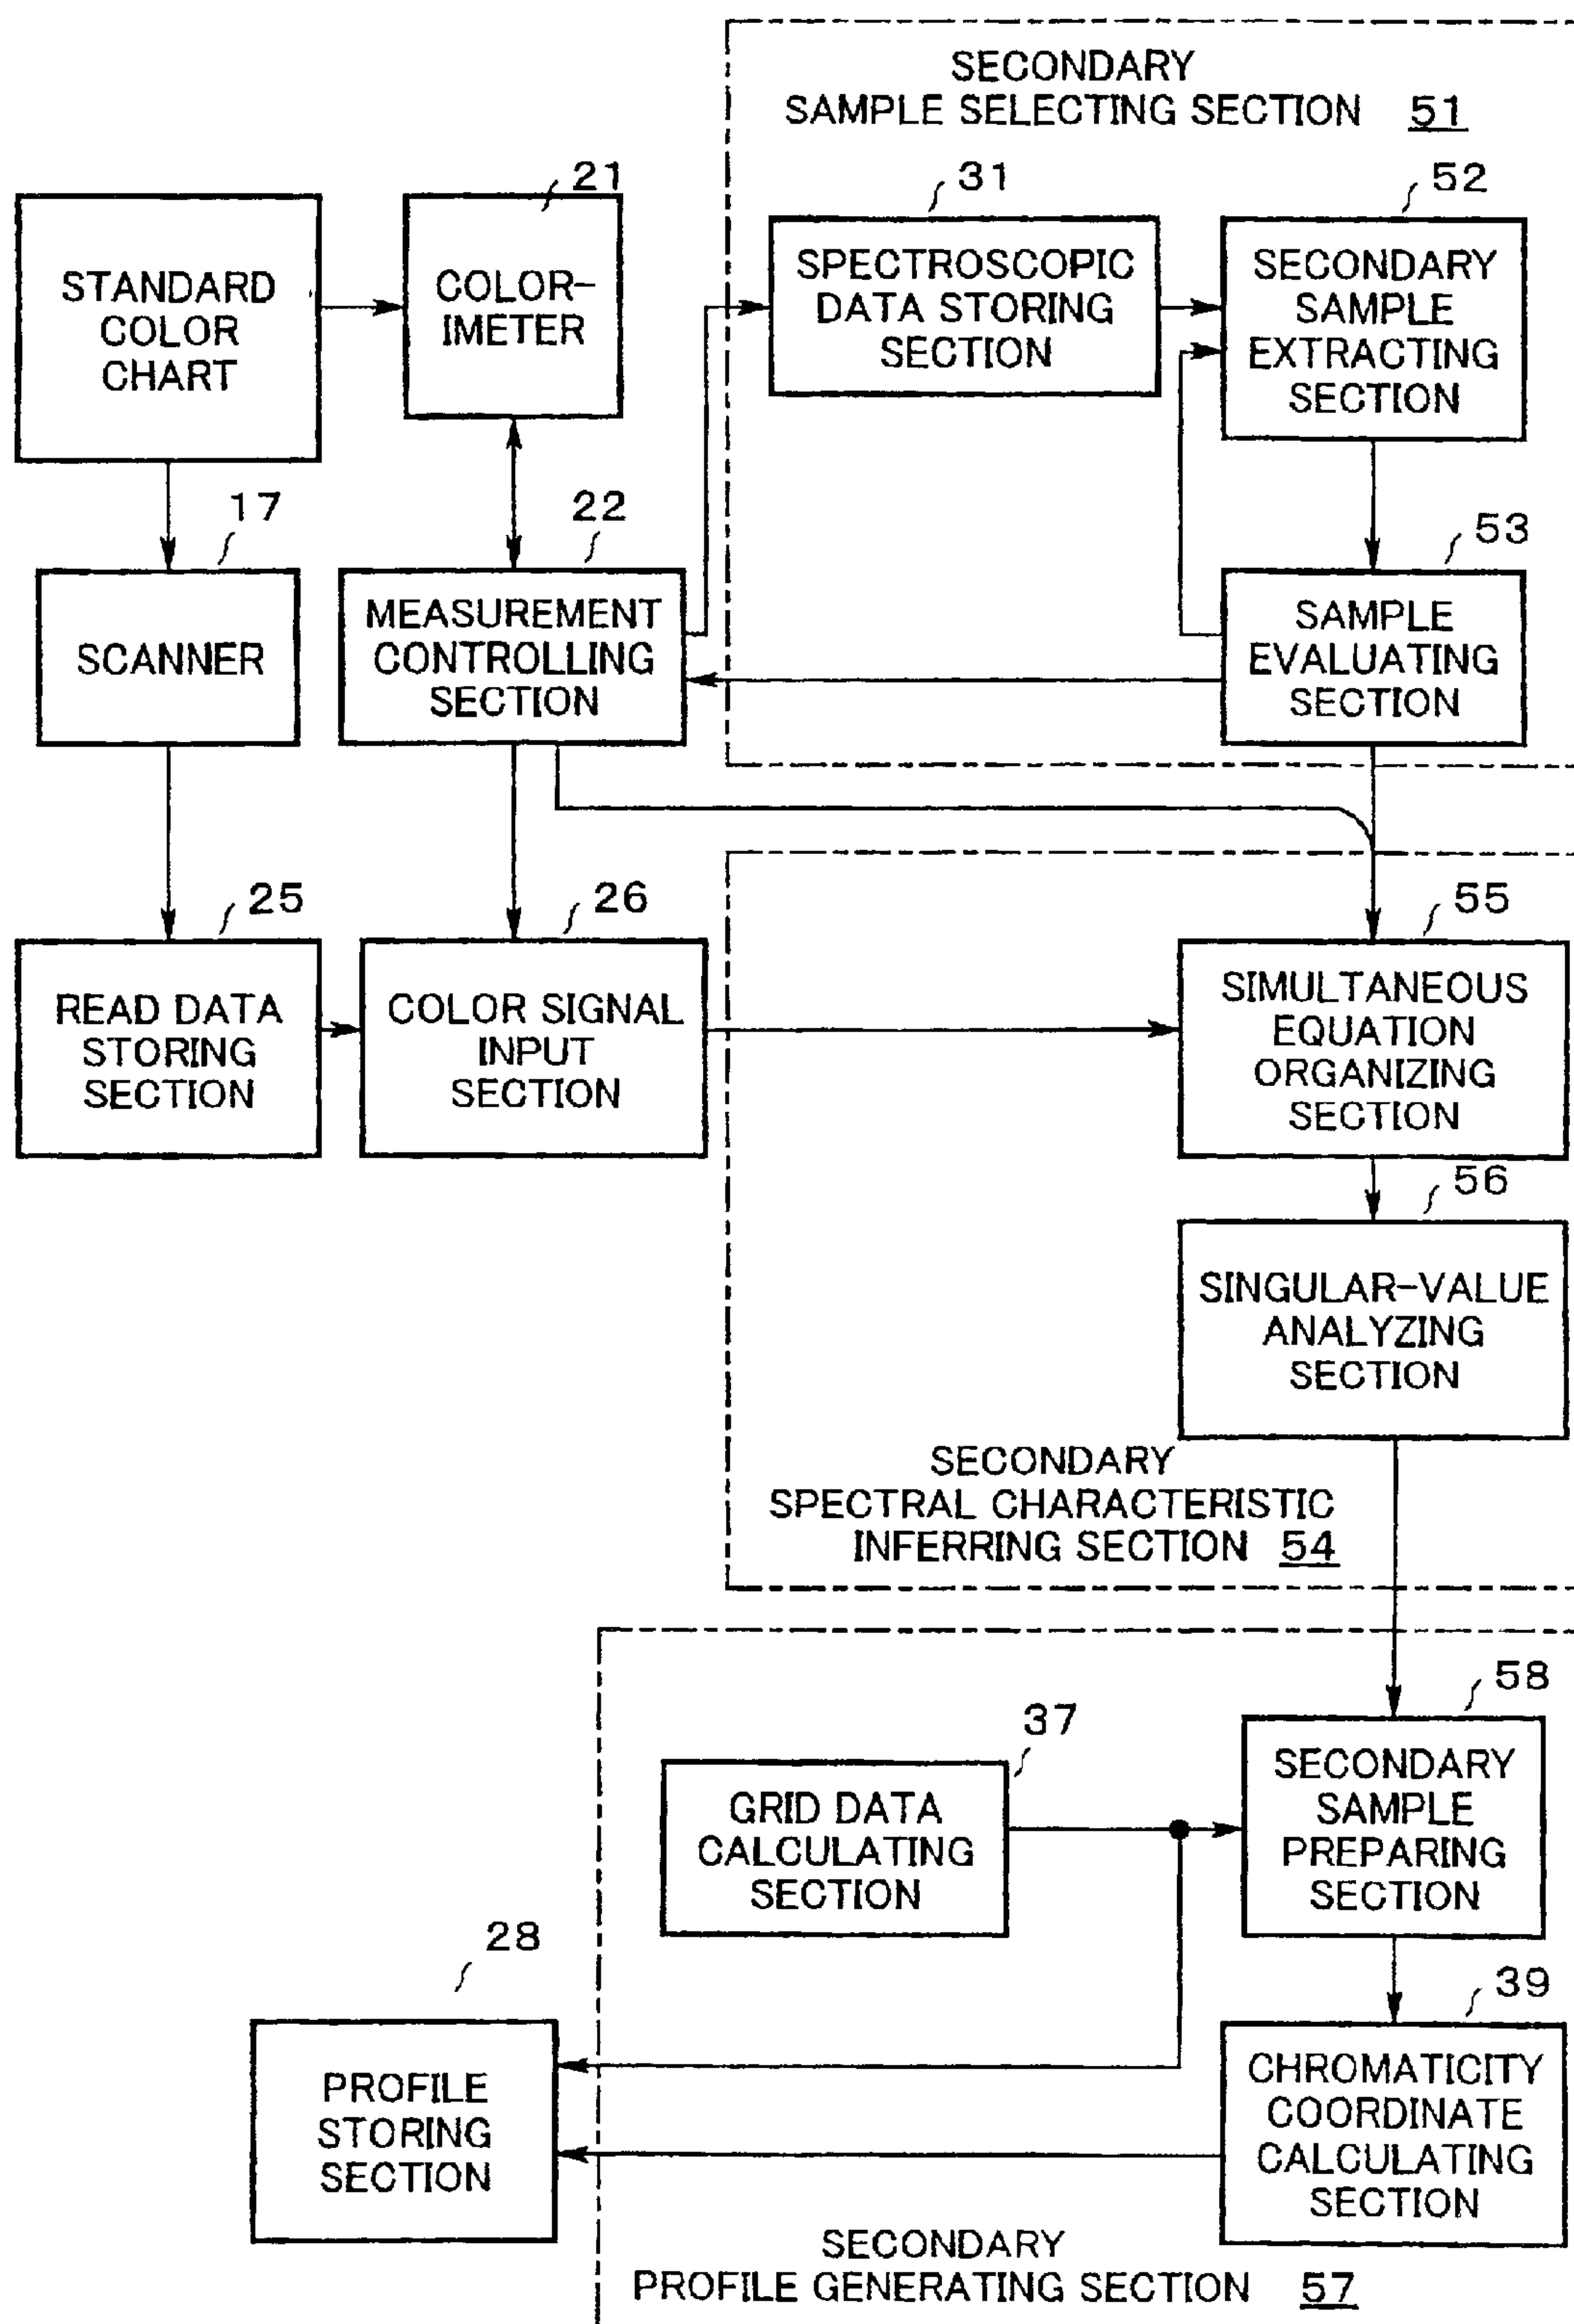 SECONDARY
SAMPLE SELECTING SECTION 51
21
31
52
STANDARD
COLOR
CHART
COLOR-
IMETER
SPECTROSCOPIC
DATA STORING
SECTION
SECONDARY
SAMPLE
EXTRACTING
SECTION
17
22
53
SCANNER
MEASUREMENT
CONTROLLING
SECTION
SAMPLE
EVALUATING
SECTION
25
26
55
READ DATA
STORING
SECTION
COLOR SIGNAL
INPUT
SECTION
SIMULTANEOUS
EQUATION
ORGANIZING
SECTION
56
SINGULAR-VALUE
ANALYZING
SECTION
SECONDARY
SPECTRAL CHARACTERISTIC
INFERRING SECTION 54
58
37
GRID DATA
CALCULATING
SECTION
SECONDARY
SAMPLE
PREPARING
SECTION
28
39
PROFILE
STORING
SECTION
CHROMATICITY
COORDINATE
CALCULATING
SECTION
SECONDARY
PROFILE GENERATING SECTION 57